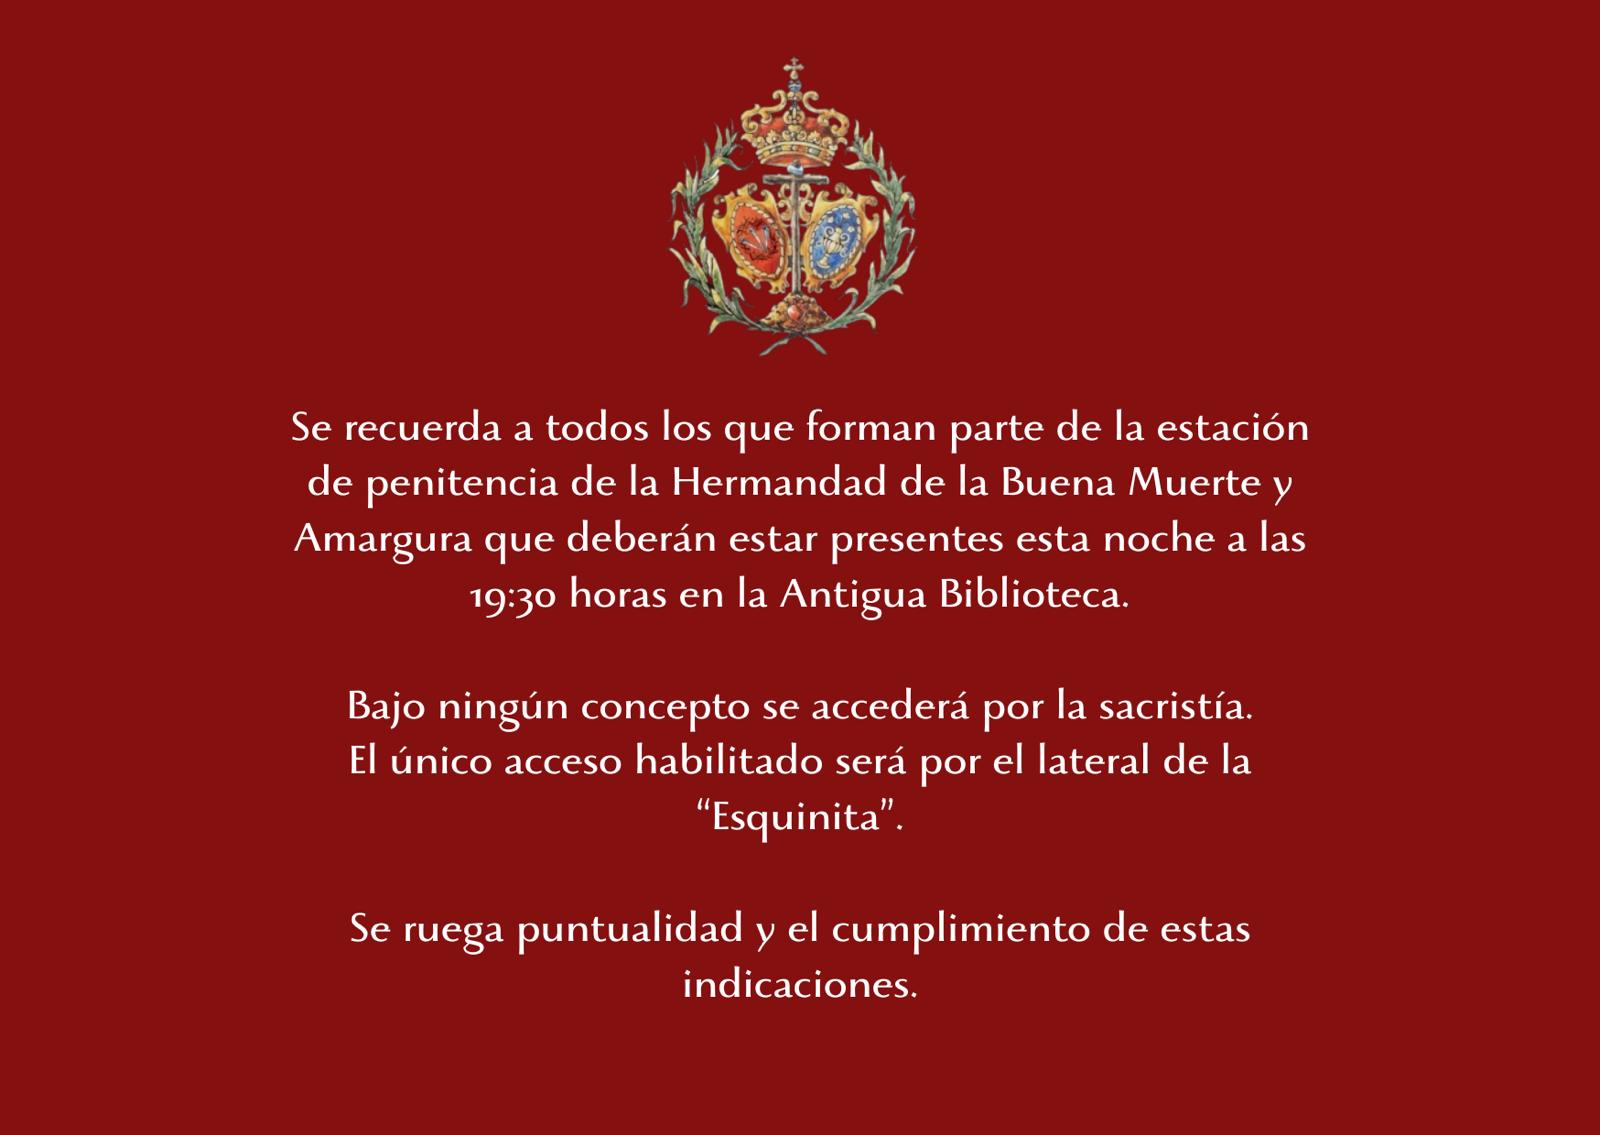 Se recuerda a todos los que forman parte de la estación
de penitencia de la Hermandad de la Buena Muerte y
Amargura que deberán estar presentes esta noche a las
19:30 horas en la Antigua Biblioteca.
Bajo ningún concepto se accederá por la sacristía.
El único acceso habilitado será por el lateral de la
“Esquinita”.
Se ruega puntualidad y el cumplimiento de estas
indicaciones.